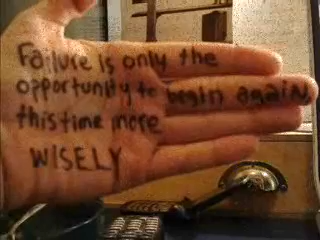 Failure is only the
opportunity to begin again,
this time more
WISELY